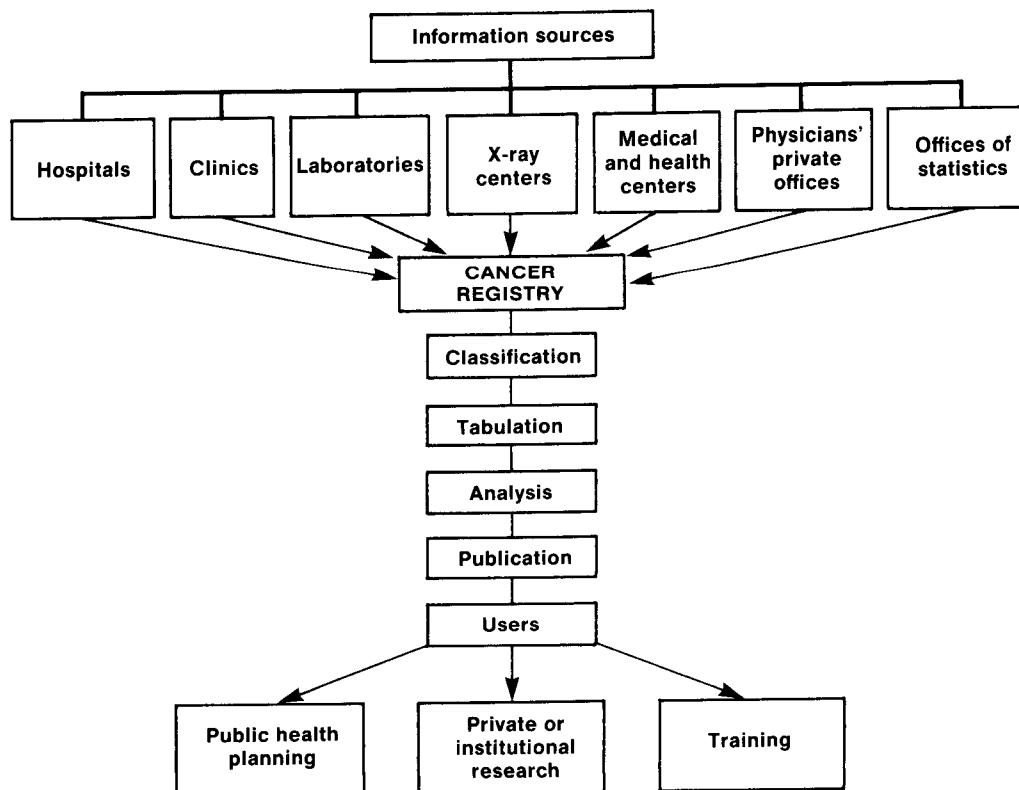 Information sources
Hospitals
Clinics
Laboratories
X-ray
centers
Medical
and health
centers
Physicians'
private
offices
Offices of
statistics
CANCER
REGISTRY
Classification
Tabulation
Analysis
Publication
Users
Public health
planning
Private or
institutional
research
Training